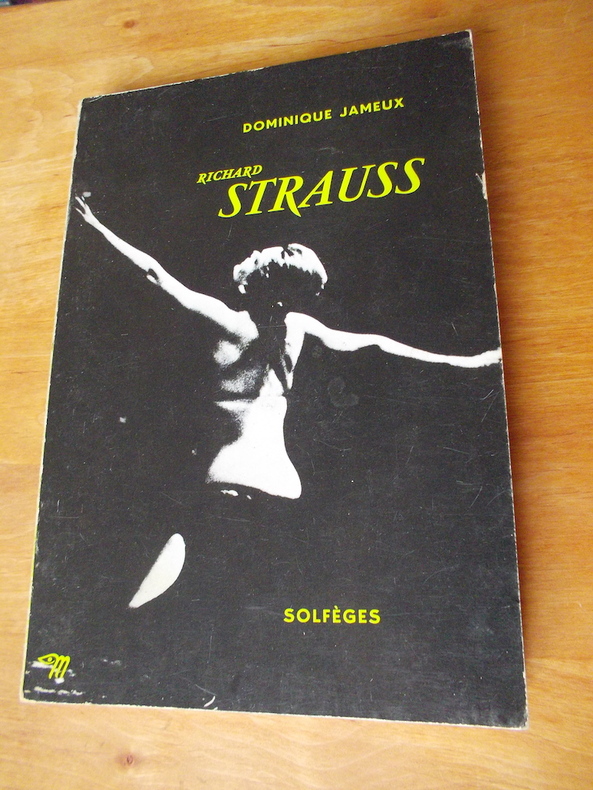 DOMINIQUE JAMEUX
RICHARD
STRAUSS
SOLFÈGES
M